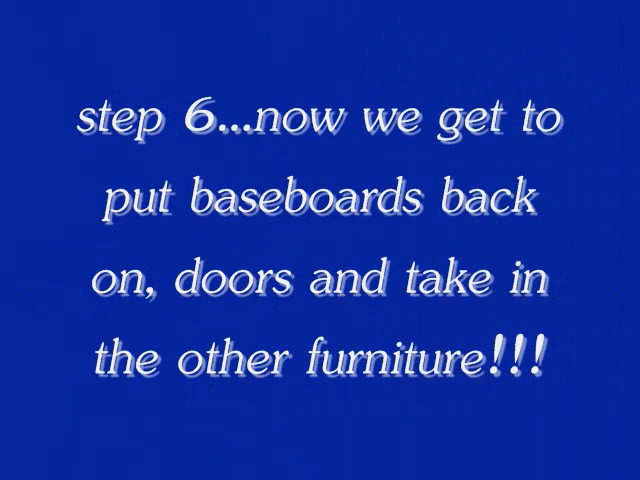 step 6...now we get to
put baseboards back
on, doors and take in
the other furniture!!!